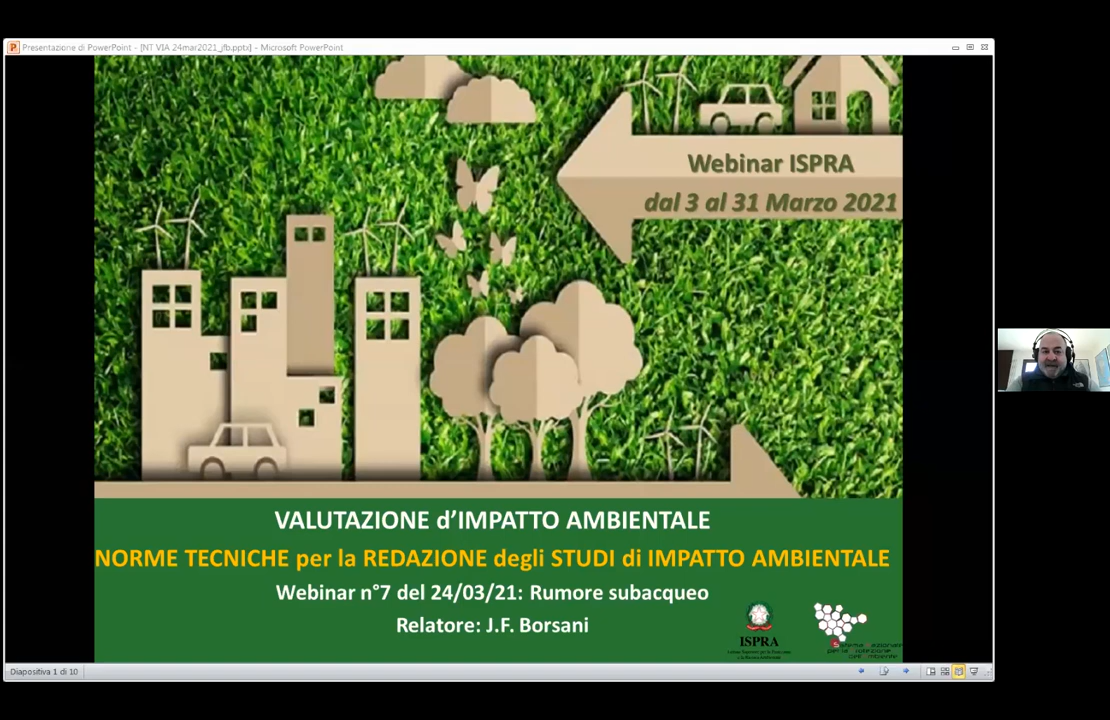 Presentazione di PowerPoint - [NT VIA 24mar2021_jfb.pptx] - Microsoft PowerPoint
Webinar ISPRA
dal 3 al 31 Marzo 2021
VALUTAZIONE d'IMPATTO AMBIENTALE
NORME TECNICHE per la REDAZIONE degli STUDI di IMPATTO AMBIENTALE
Webinar n°7 del 24/03/21: Rumore subacqueo
Relatore: J.F. Borsani
ISPRA
Diapositiva 1 di 10